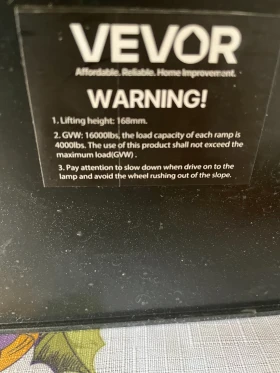 VEVOR
Affordable. Reliable. Home Improvement.
WARNING!
1. Lifting height: 168mm.
2. GVW: 16000lbs, the load capacity of each ramp is
4000lbs. The use of this product shall not exceed the
maximum load(GVW) .
3. Pay attention to slow down when drive on to the
lamp and avoid the wheel rushing out of the slope.